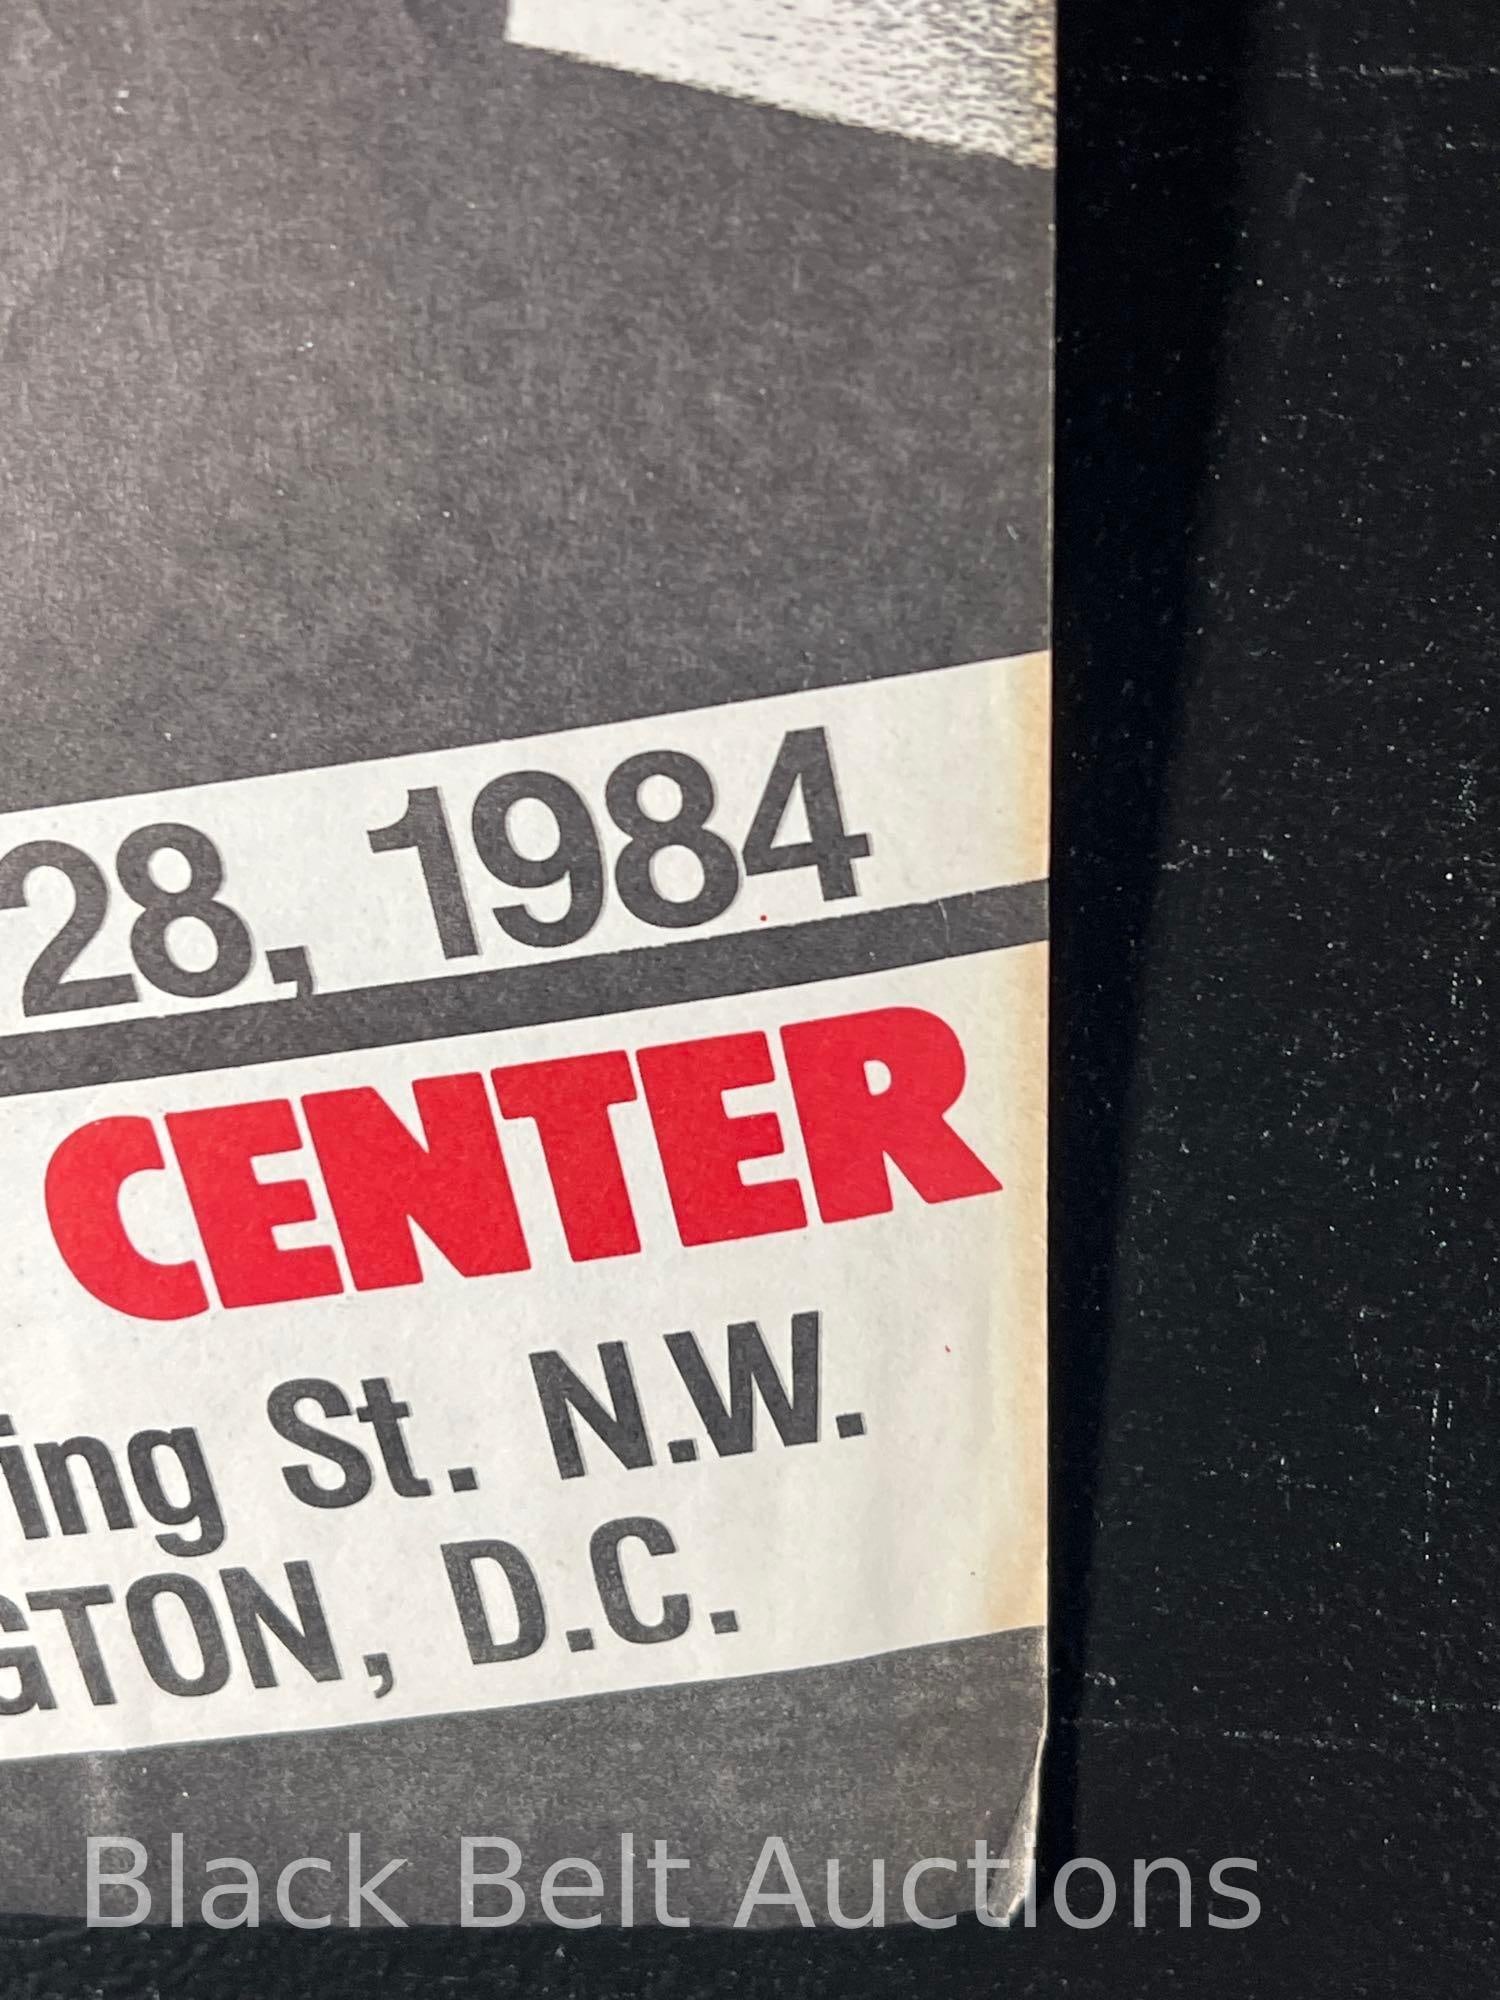 28, 1984
CENTER
ing St. N.W.
GTON, D.C.
Black Belt Auctions